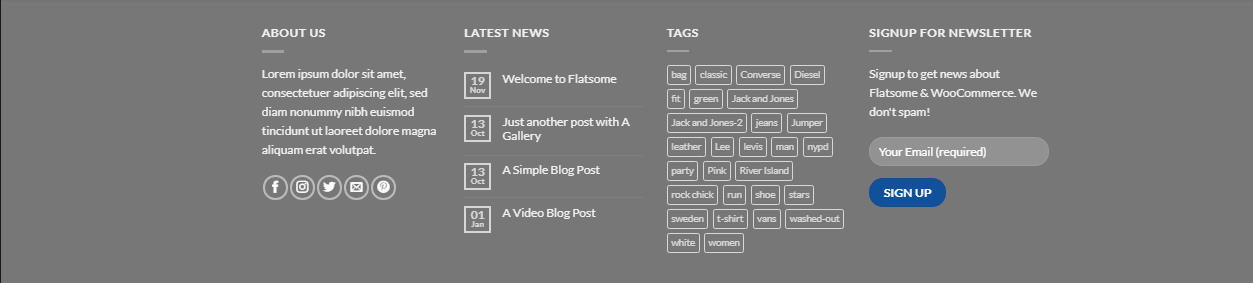 ABOUT US
Lorem ipsum dolor sit amet,
consectetuer adipiscing elit, sed
diam nonummy nibh euismod
tincidunt ut laoreet dolore magna
aliquam erat volutpat.
LATEST NEWS
19
Nov
Welcome to Flatsome
13
Oct
Just another post with A
Gallery
13
Oct
A Simple Blog Post
01
Jan
A Video Blog Post
TAGS
bag classic Converse Diesel
fit green Jack and Jones
Jack and Jones-2 jeans Jumper
leather Lee levis man nypd
party Pink River Island
rock chick run shoe stars
sweden t-shirt vans washed-out
white women
SIGNUP FOR NEWSLETTER
Signup to get news about
Flatsome & WooCommerce. We
don't spam!
Your Email (required)
SIGN UP